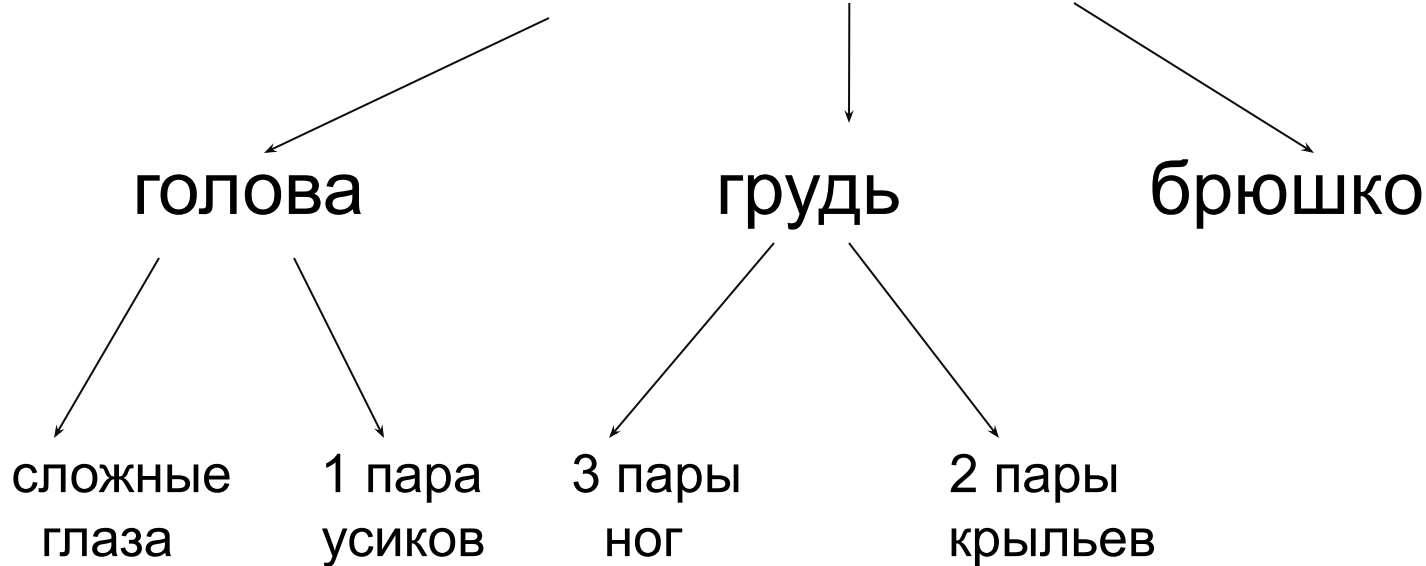 голова грудь брюшко
сложные 1 пара 3 пары 2 пары
глаза усиков ног крыльев